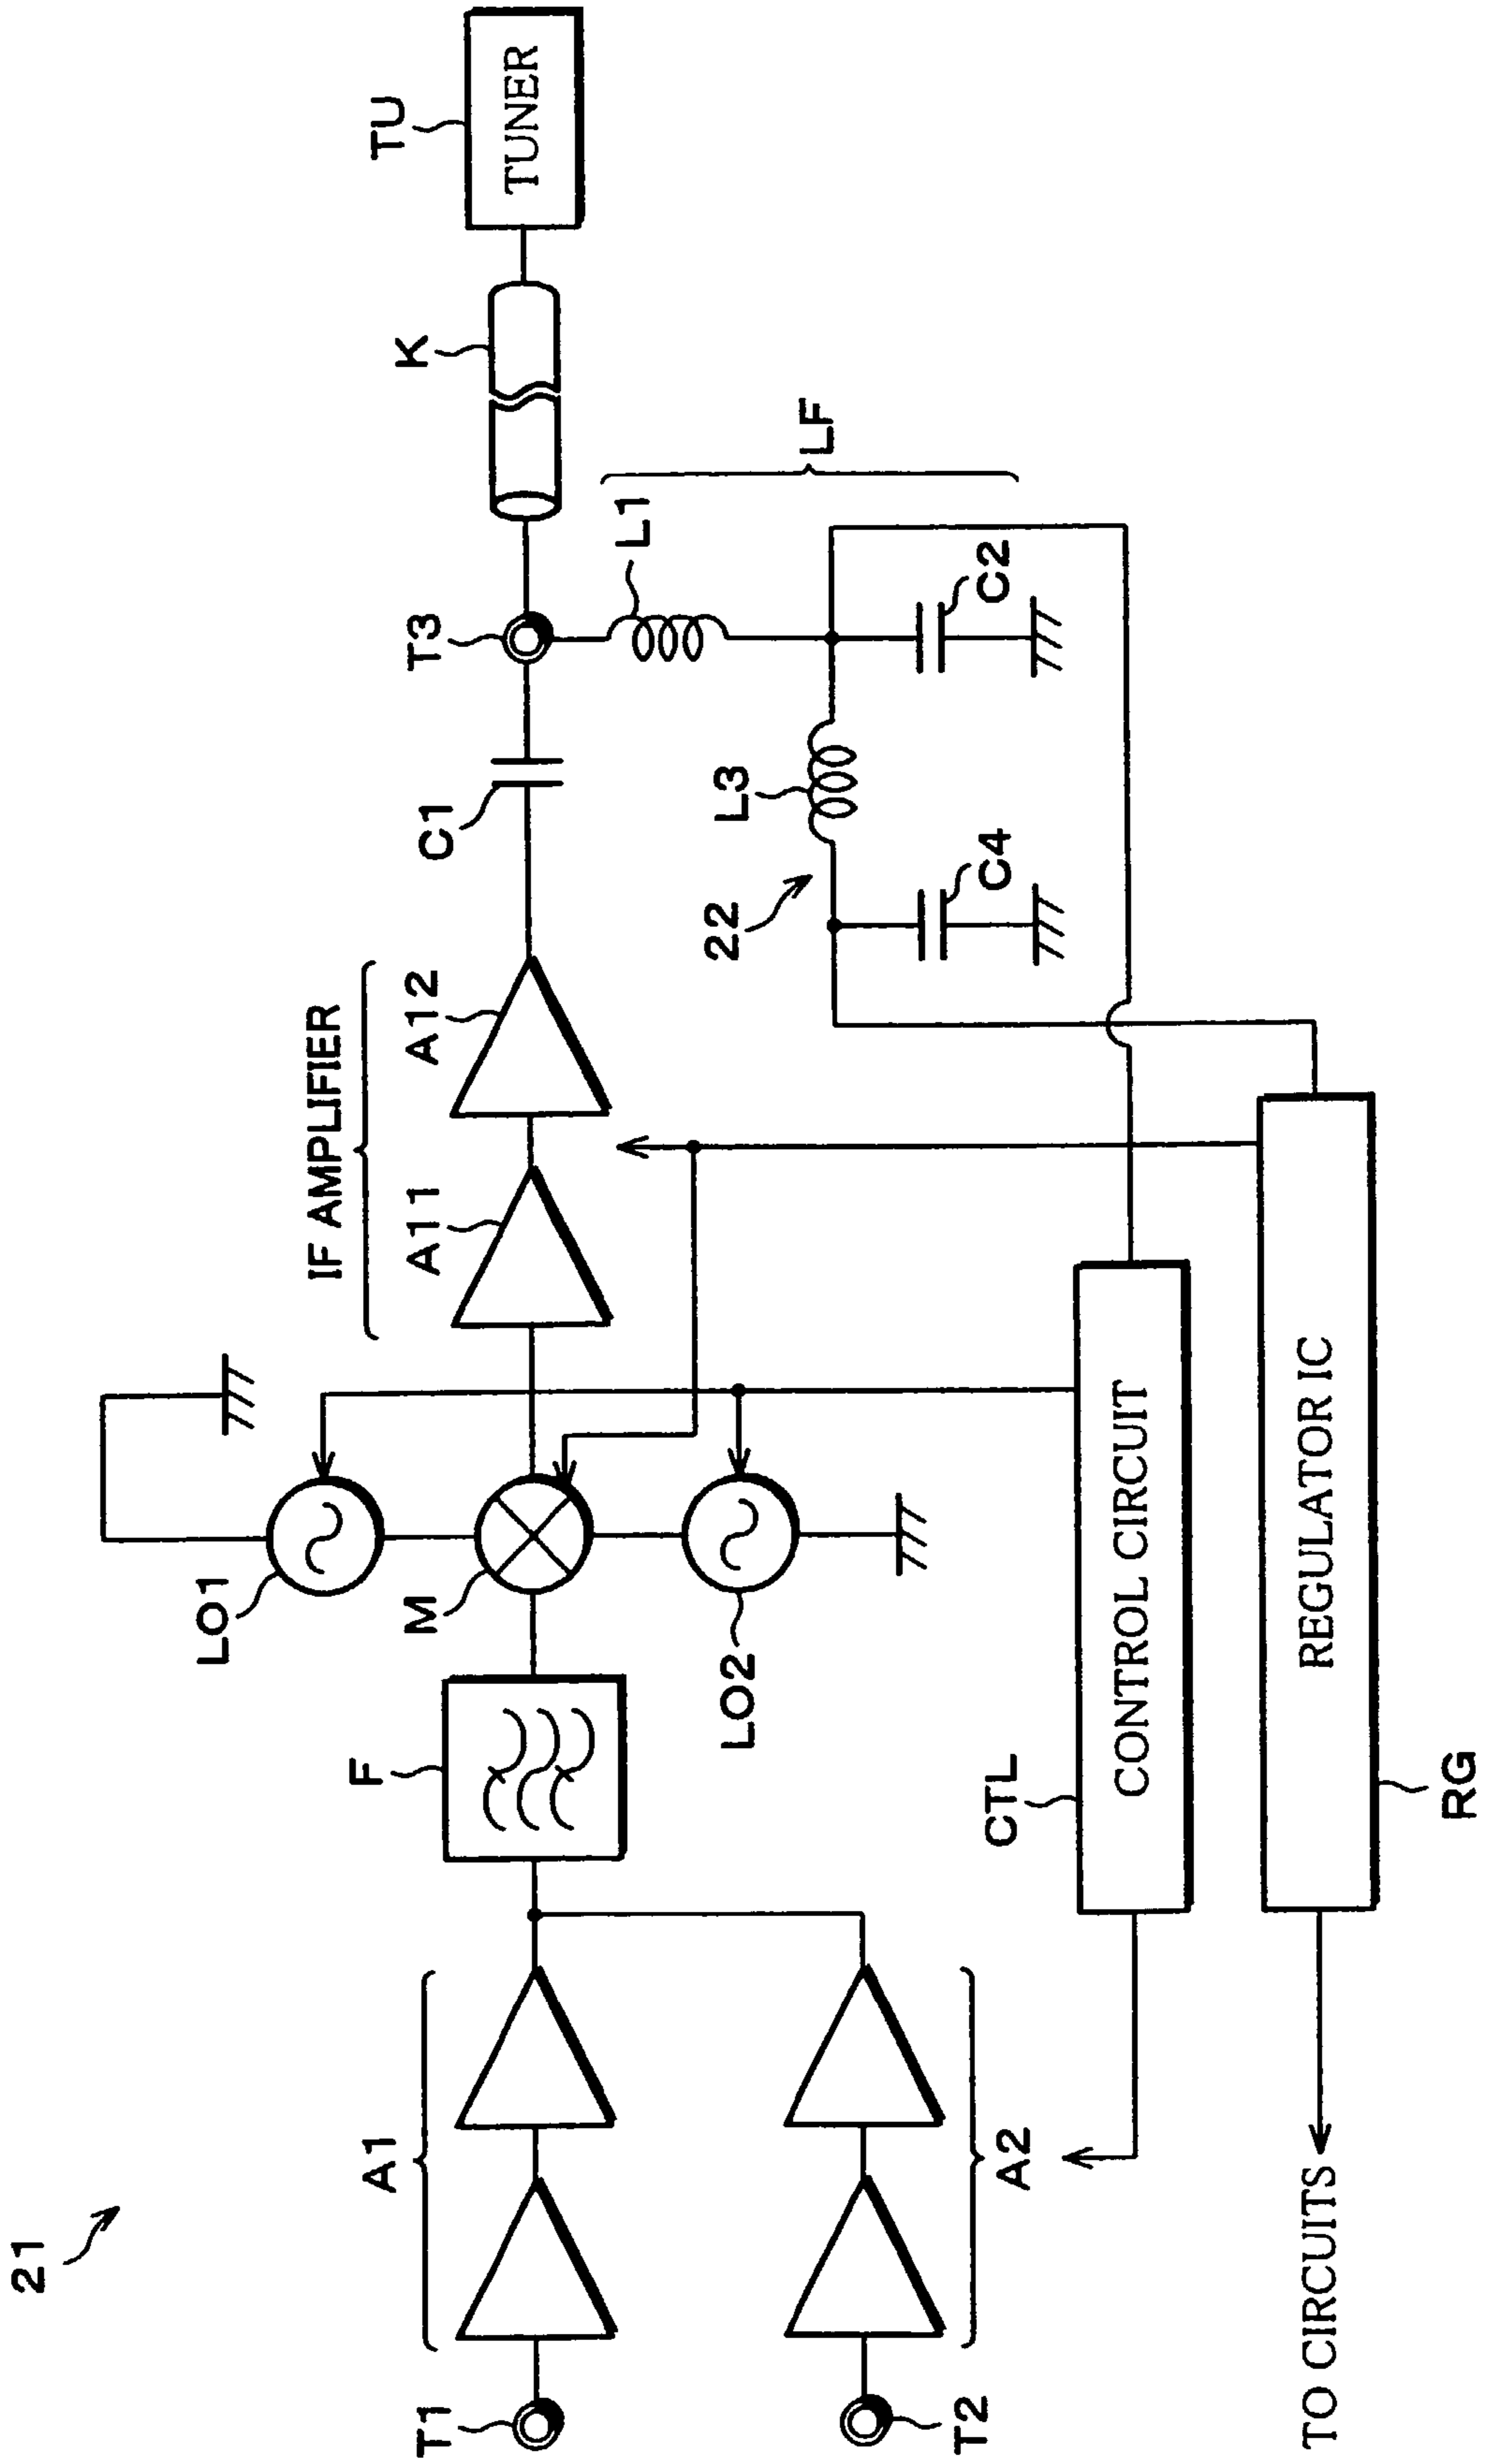 21
T1
A1
T2
A2
F
LO1
M
LO2
IF AMPLIFIER
A11
A12
C1
T3
K
TU
TUNER
L1
LF
L3
22
C2
C4
CTL
CONTROL CIRCUIT
REGULATOR IC
RG
TO CIRCUITS